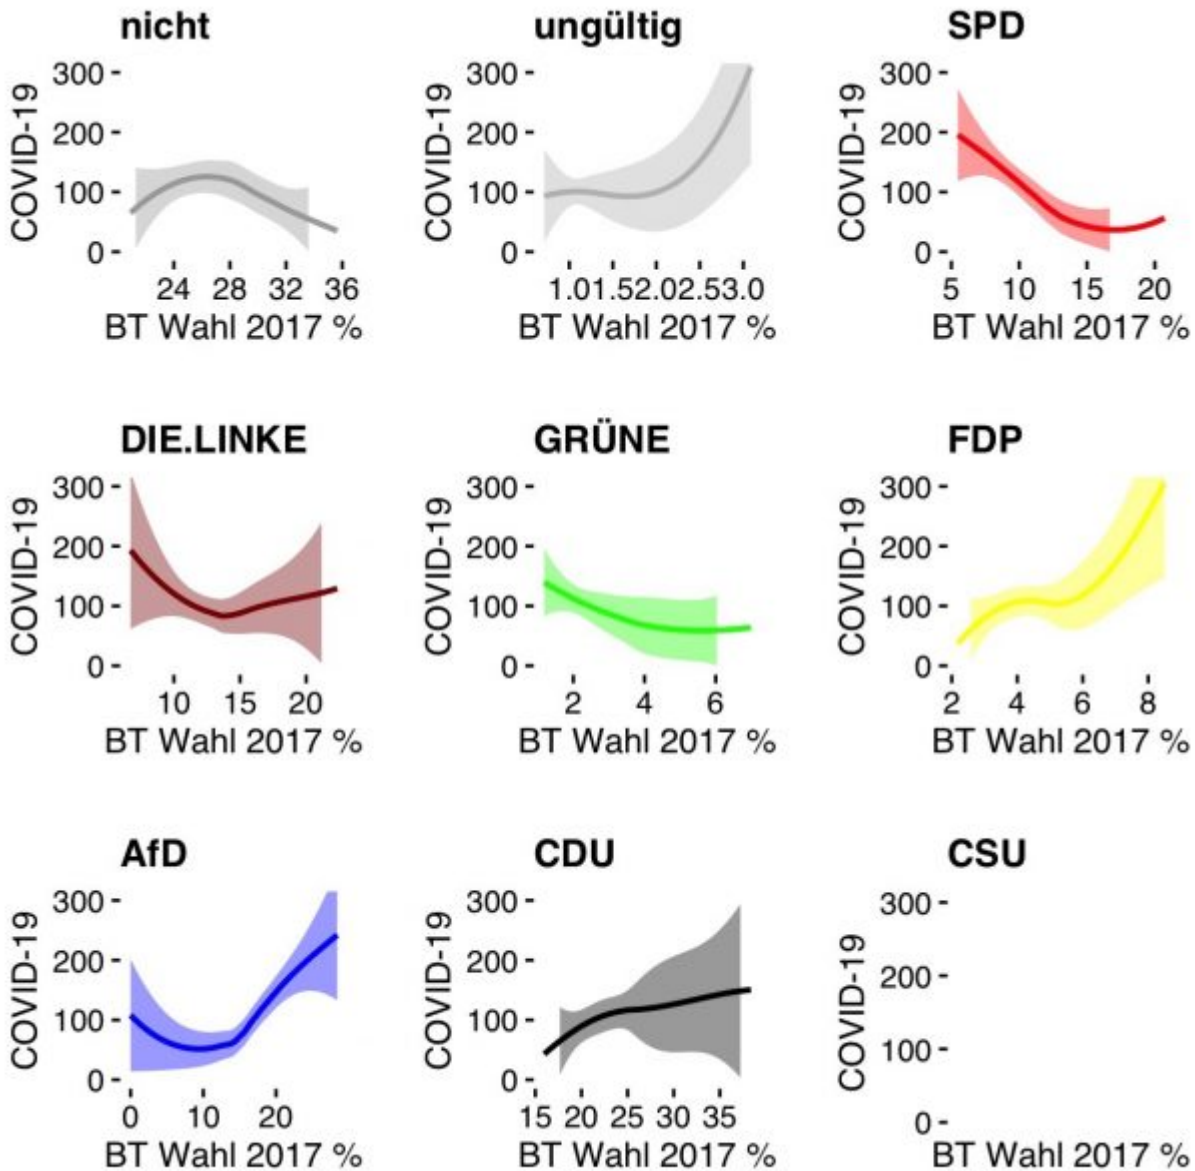 nicht
300
200
100
0
COVID-19
24 28 32 36
BT Wahl 2017 %
ungültig
300
200
100
0
COVID-19
1.01.52.02.53.0
BT Wahl 2017 %
SPD
300
200
100
0
COVID-19
5 10 15 20
BT Wahl 2017 %
DIE.LINKE
300
200
100
0
COVID-19
10 15 20
BT Wahl 2017 %
GRÜNE
300
200
100
0
COVID-19
2 4 6
BT Wahl 2017 %
FDP
300
200
100
0
COVID-19
2 4 6 8
BT Wahl 2017 %
AfD
300
200
100
0
COVID-19
0 10 20
BT Wahl 2017 %
CDU
300
200
100
0
COVID-19
15 20 25 30 35
BT Wahl 2017 %
CSU
300
200
100
0
COVID-19
BT Wahl 2017 %